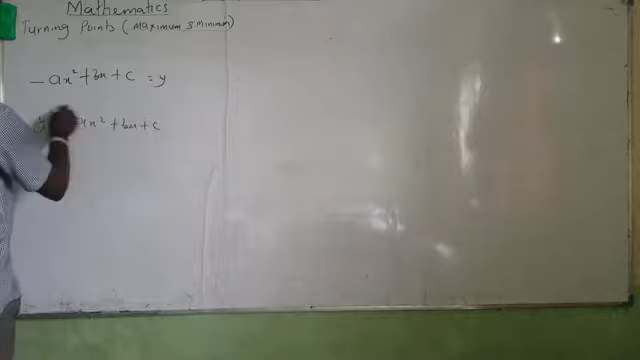 Mathematics
Turning Points (Maximum & Minimum)
- ax² + bx + c = y
y ax² + bx + c